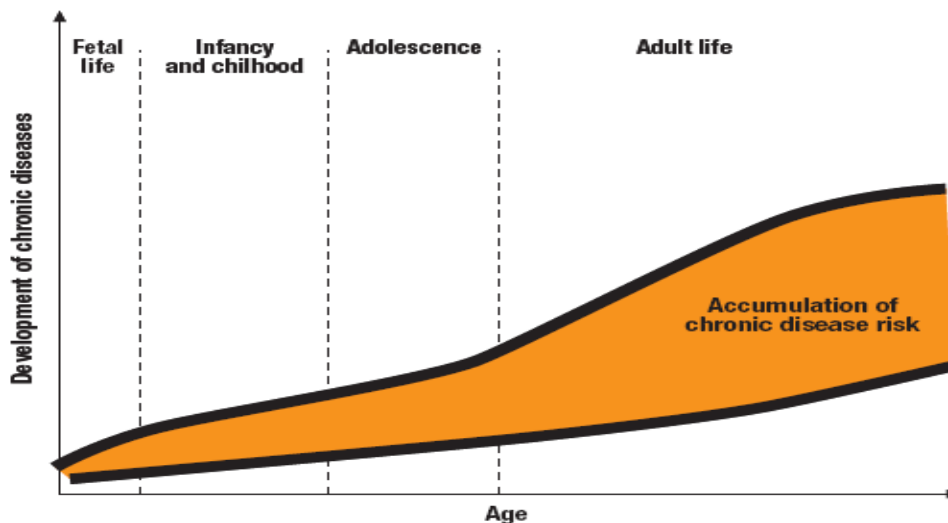 Fetal
life
Infancy
and chilhood
Adolescence
Adult life
Development of chronic diseases
Accumulation of
chronic disease risk
Age